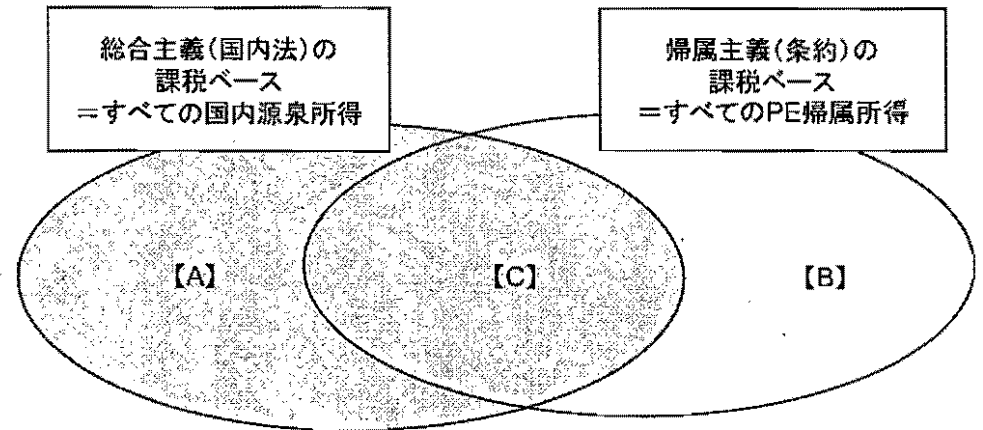 総合主義(国内法)の
課税ベース
＝すべての国内源泉所得
帰属主義(条約)の
課税ベース
＝すべてのPE帰属所得
【A】
【C】
【B】